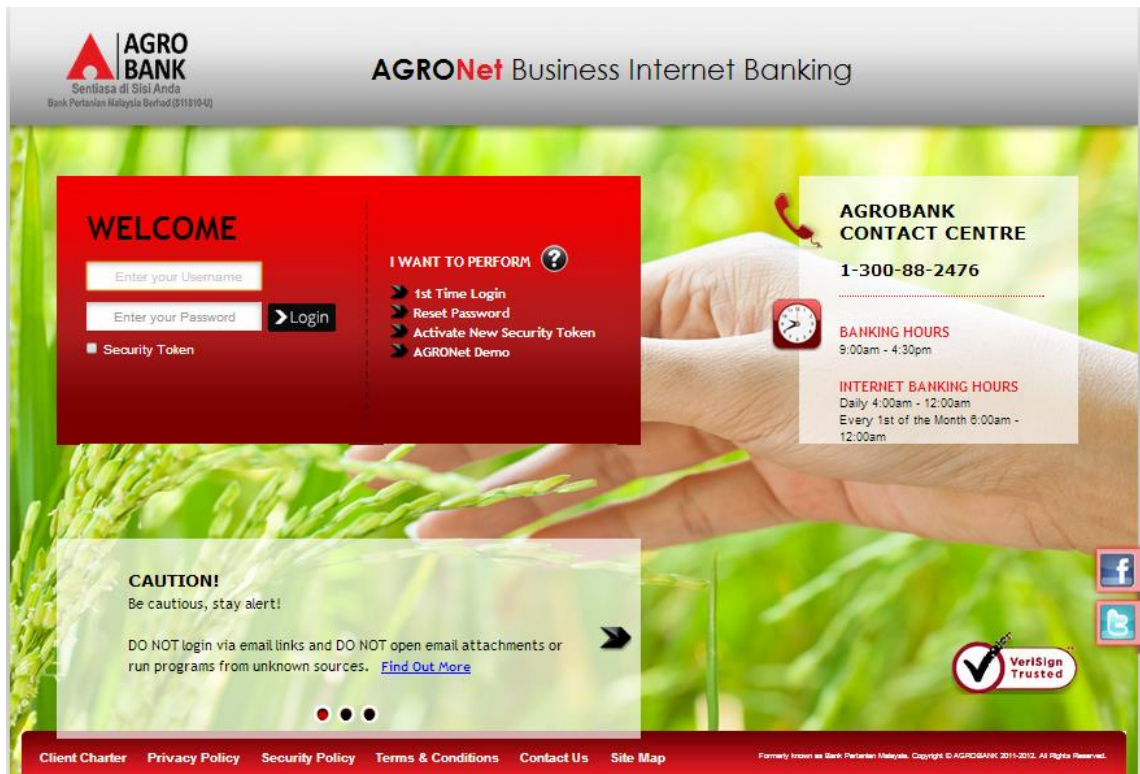 AGRO
BANK
Sentiasa di Sisi Anda
Bank Pertanian Malaysia Berhad (811810-U)
AGRONet Business Internet Banking
WELCOME
Enter your Username
Enter your Password
Login
Security Token
I WANT TO PERFORM ?
1st Time Login
Reset Password
Activate New Security Token
AGRONet Demo
AGROBANK
CONTACT CENTRE
1-300-88-2476
BANKING HOURS
9:00am - 4:30pm
INTERNET BANKING HOURS
Daily 4:00am - 12:00am
Every 1st of the Month 6:00am -
12:00am
CAUTION!
Be cautious, stay alert!
DO NOT login via email links and DO NOT open email attachments or
run programs from unknown sources. Find Out More
VeriSign
Trusted
Client Charter Privacy Policy Security Policy Terms & Conditions Contact Us Site Map
Formerly known as Bank Pertanian Malaysia. Copyright © AGROBANK 2011-2012. All Rights Reserved.